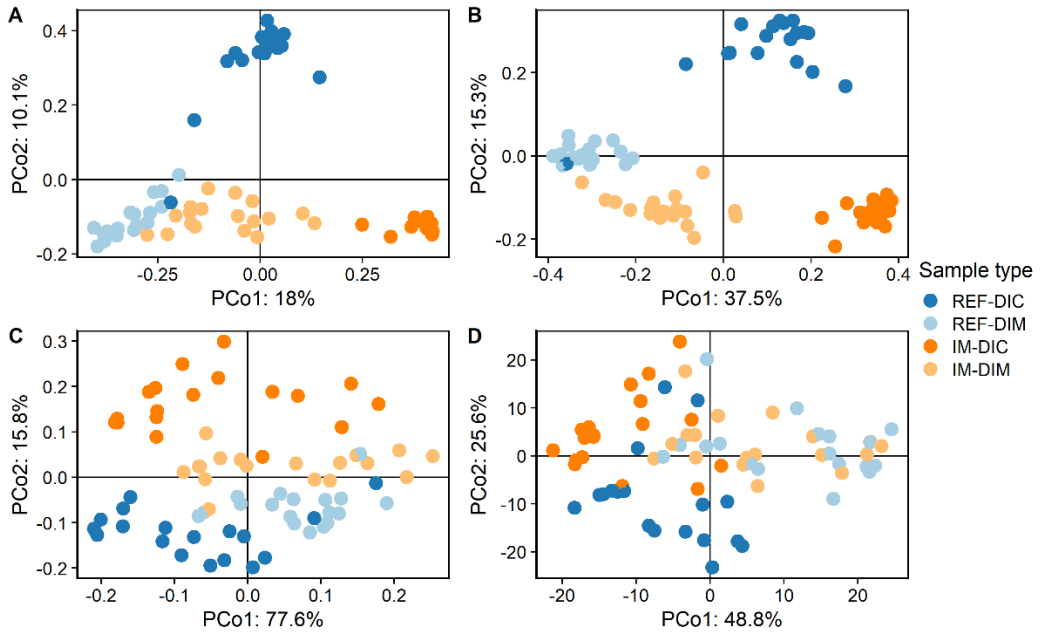 A
B
0.4
0.2
0.0
-0.2
PCo2: 10.1%
-0.25
0.00
0.25
PCo1: 18%
0.2
0.0
-0.2
PCo2: 15.3%
-0.4
-0.2
0.0
0.2
0.4
PCo1: 37.5%
Sample type
REF-DIC
REF-DIM
IM-DIC
IM-DIM
C
D
0.3
0.2
0.1
0.0
-0.1
-0.2
PCo2: 15.8%
-0.2
-0.1
0.0
0.1
0.2
PCo1: 77.6%
20
10
0
-10
-20
PCo2: 25.6%
-20
-10
0
10
20
PCo1: 48.8%